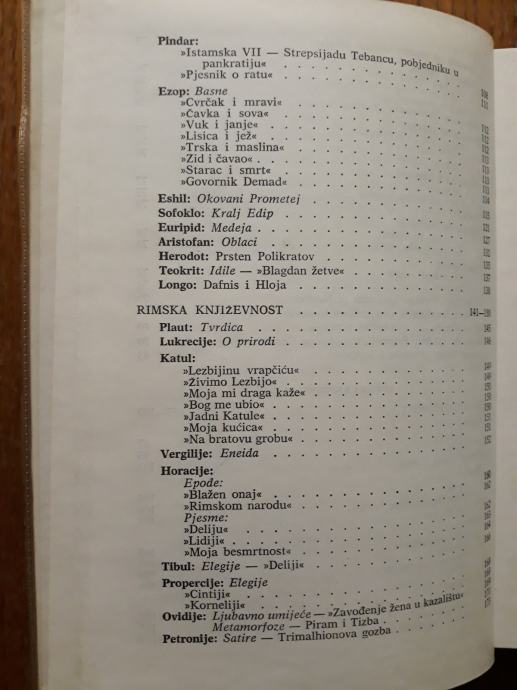 Pindar:
»Istamska VII — Strepsijadu Tebancu, pobjedniku u
pankratiju«
»Pjesnik o ratu«
Ezop: Basne
»Cvrčak i mravi«
»Čavka i sova«
»Vuk i janje«
»Lisica i jež«
»Trska i maslina«
»Zid i čavao«
»Starac i smrt«
»Govornik Demad«
Eshil: Okovani Prometej
Sofoklo: Kralj Edip
Euripid: Medeja
Aristofan: Oblaci
Herodot: Prsten Polikratov
Teokrit: Idile — »Blagdan žetve«
Longo: Dafnis i Hloja
RIMSKA KNJIŽEVNOST
Plaut: Tvrdica 145
Lukrecije: O prirodi 146
Katul:
»Lezbijinu vrapčiću«
»Živimo Lezbijo«
»Moja mi draga kaže«
»Bog me ubio«
»Jadni Katule«
»Moja kućica«
»Na bratovu grobu« 152
Vergilije: Eneida
Horacije:
Epode:
»Blažen onaj«
»Rimskom narodu«
Pjesme:
»Deliju«
»Lidiji«
»Moja besmrtnost«
Tibul: Elegije — »Deliji«
Propercije: Elegije
»Cintiji«
»Korneliji«
Ovidije: Ljubavno umijeće — »Zavođenje žena u kazalištu«
Metamorfoze — Piram i Tizba
Petronije: Satire — Trimalhionova gozba